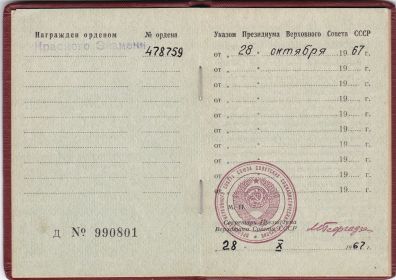 Награжден орденом
№ ордена
Красного Знамени
478759
Д № 990801
Указом Президиума Верховного Совета СССР
от „28" октября 1967 г.
от „ " 19 г.
от „ " 19 г.
от „ " 19 г.
от „ " 19 г.
от „ " 19 г.
от „ " 19 г.
от „ " 19 г.
от „ " 19 г.
от „ " 19 г.
М. П.
Секретарь Президиума
Верховного Совета СССР
„28" X 1967 г.